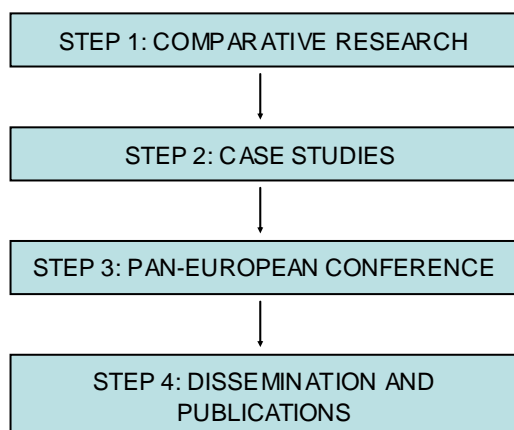 STEP 1: COMPARATIVE RESEARCH
STEP 2: CASE STUDIES
STEP 3: PAN-EUROPEAN CONFERENCE
STEP 4: DISSEMINATION AND
PUBLICATIONS